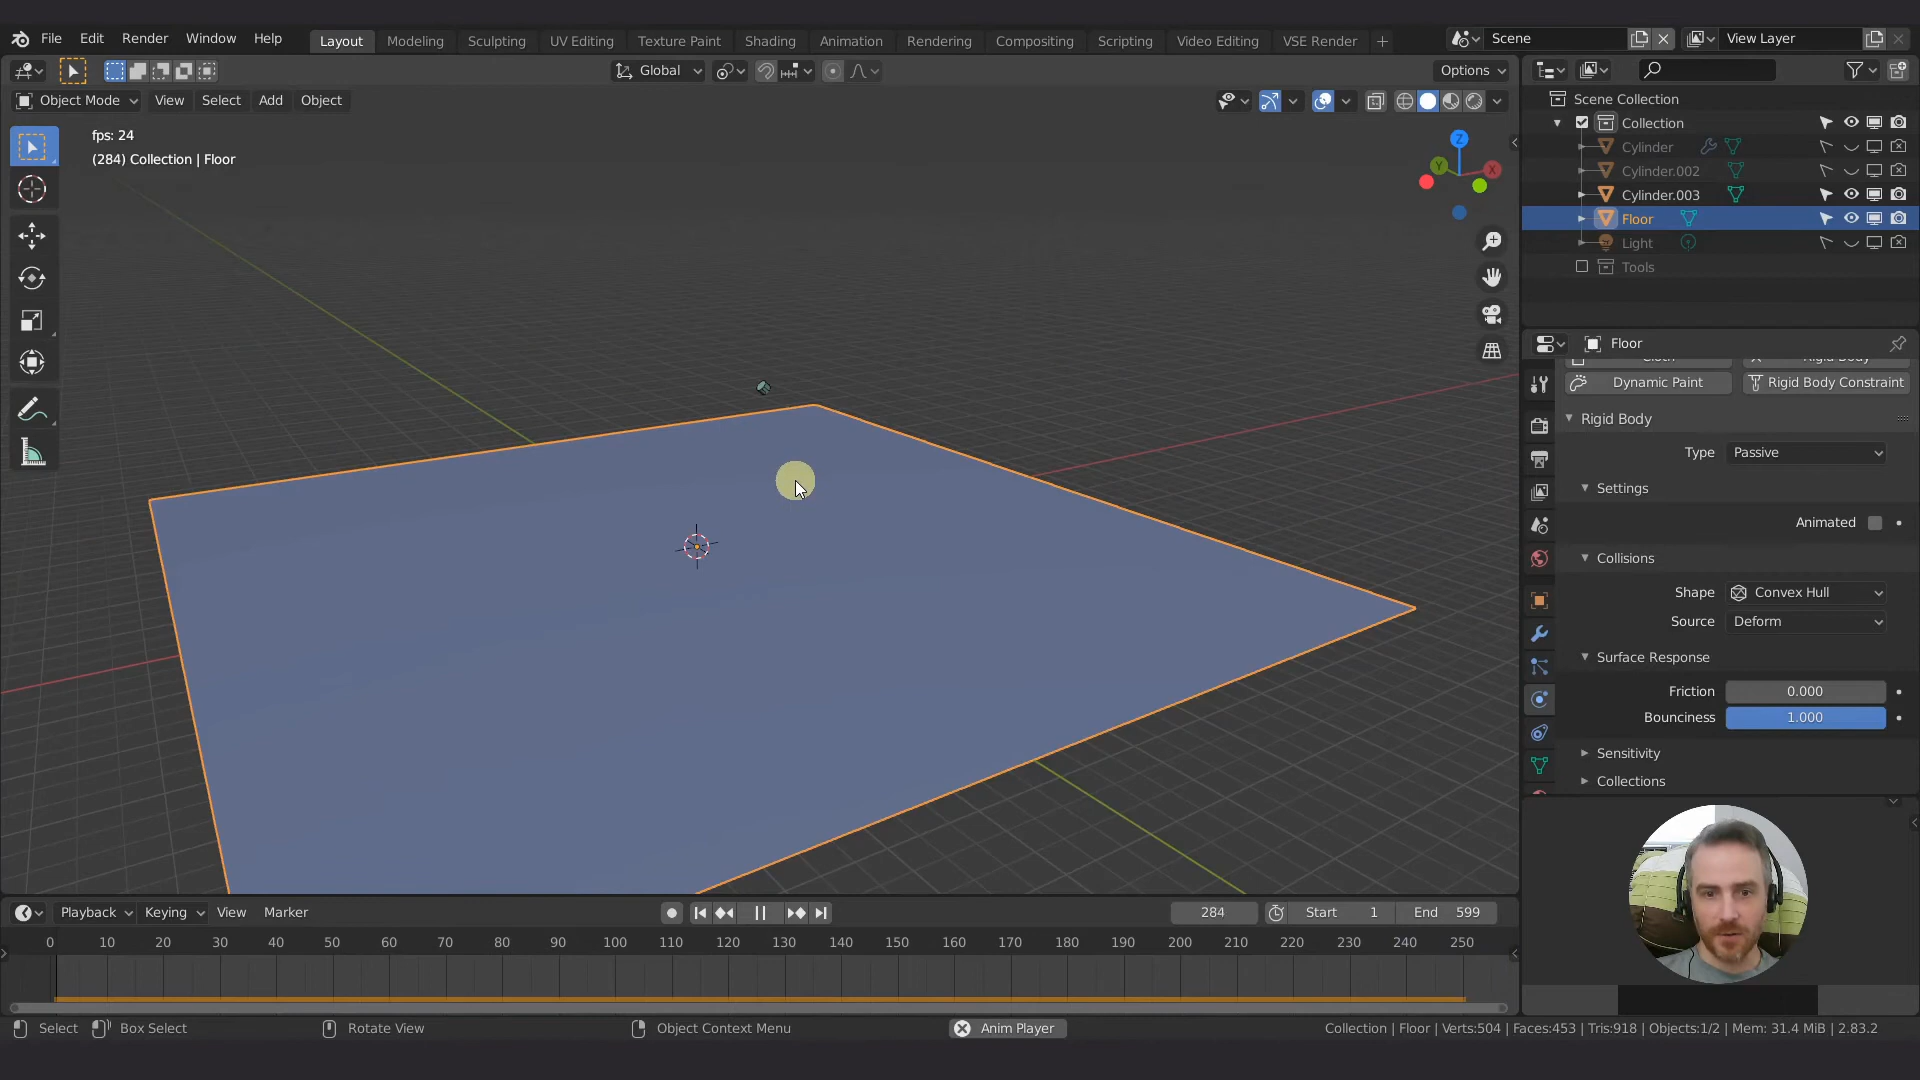 File Edit Render Window Help Layout Modeling Sculpting UV Editing Texture Paint Shading Animation Rendering Compositing Scripting Video Editing VSE Render Scene View Layer
Global Options
Object Mode View Select Add Object
fps: 24
(284) Collection | Floor
Z
Y
X
Scene Collection
Collection
Cylinder
Cylinder.002
Cylinder.003
Floor
Light
Tools
Floor
Cloth Rigid Body
Dynamic Paint Rigid Body Constraint
Rigid Body
Type Passive
Settings
Animated
Collisions
Shape Convex Hull
Source Deform
Surface Response
Friction 0.000
Bounciness 1.000
Sensitivity
Collections
Playback Keying View Marker 284 Start 1 End 599
0 10 20 30 40 50 60 70 80 90 100 110 120 130 140 150 160 170 180 190 200 210 220 230 240 250
Select Box Select Rotate View Object Context Menu Anim Player Collection | Floor | Verts:504 | Faces:453 | Tris:918 | Objects:1/2 | Mem: 31.4 MiB | 2.83.2